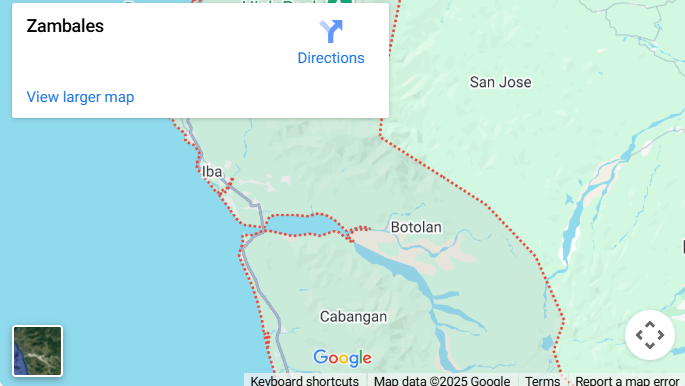 Zambales
Directions
View larger map
San Jose
Iba
Botolan
Cabangan
Google
Keyboard shortcuts
Map data ©2025 Google
Terms
Report a map error